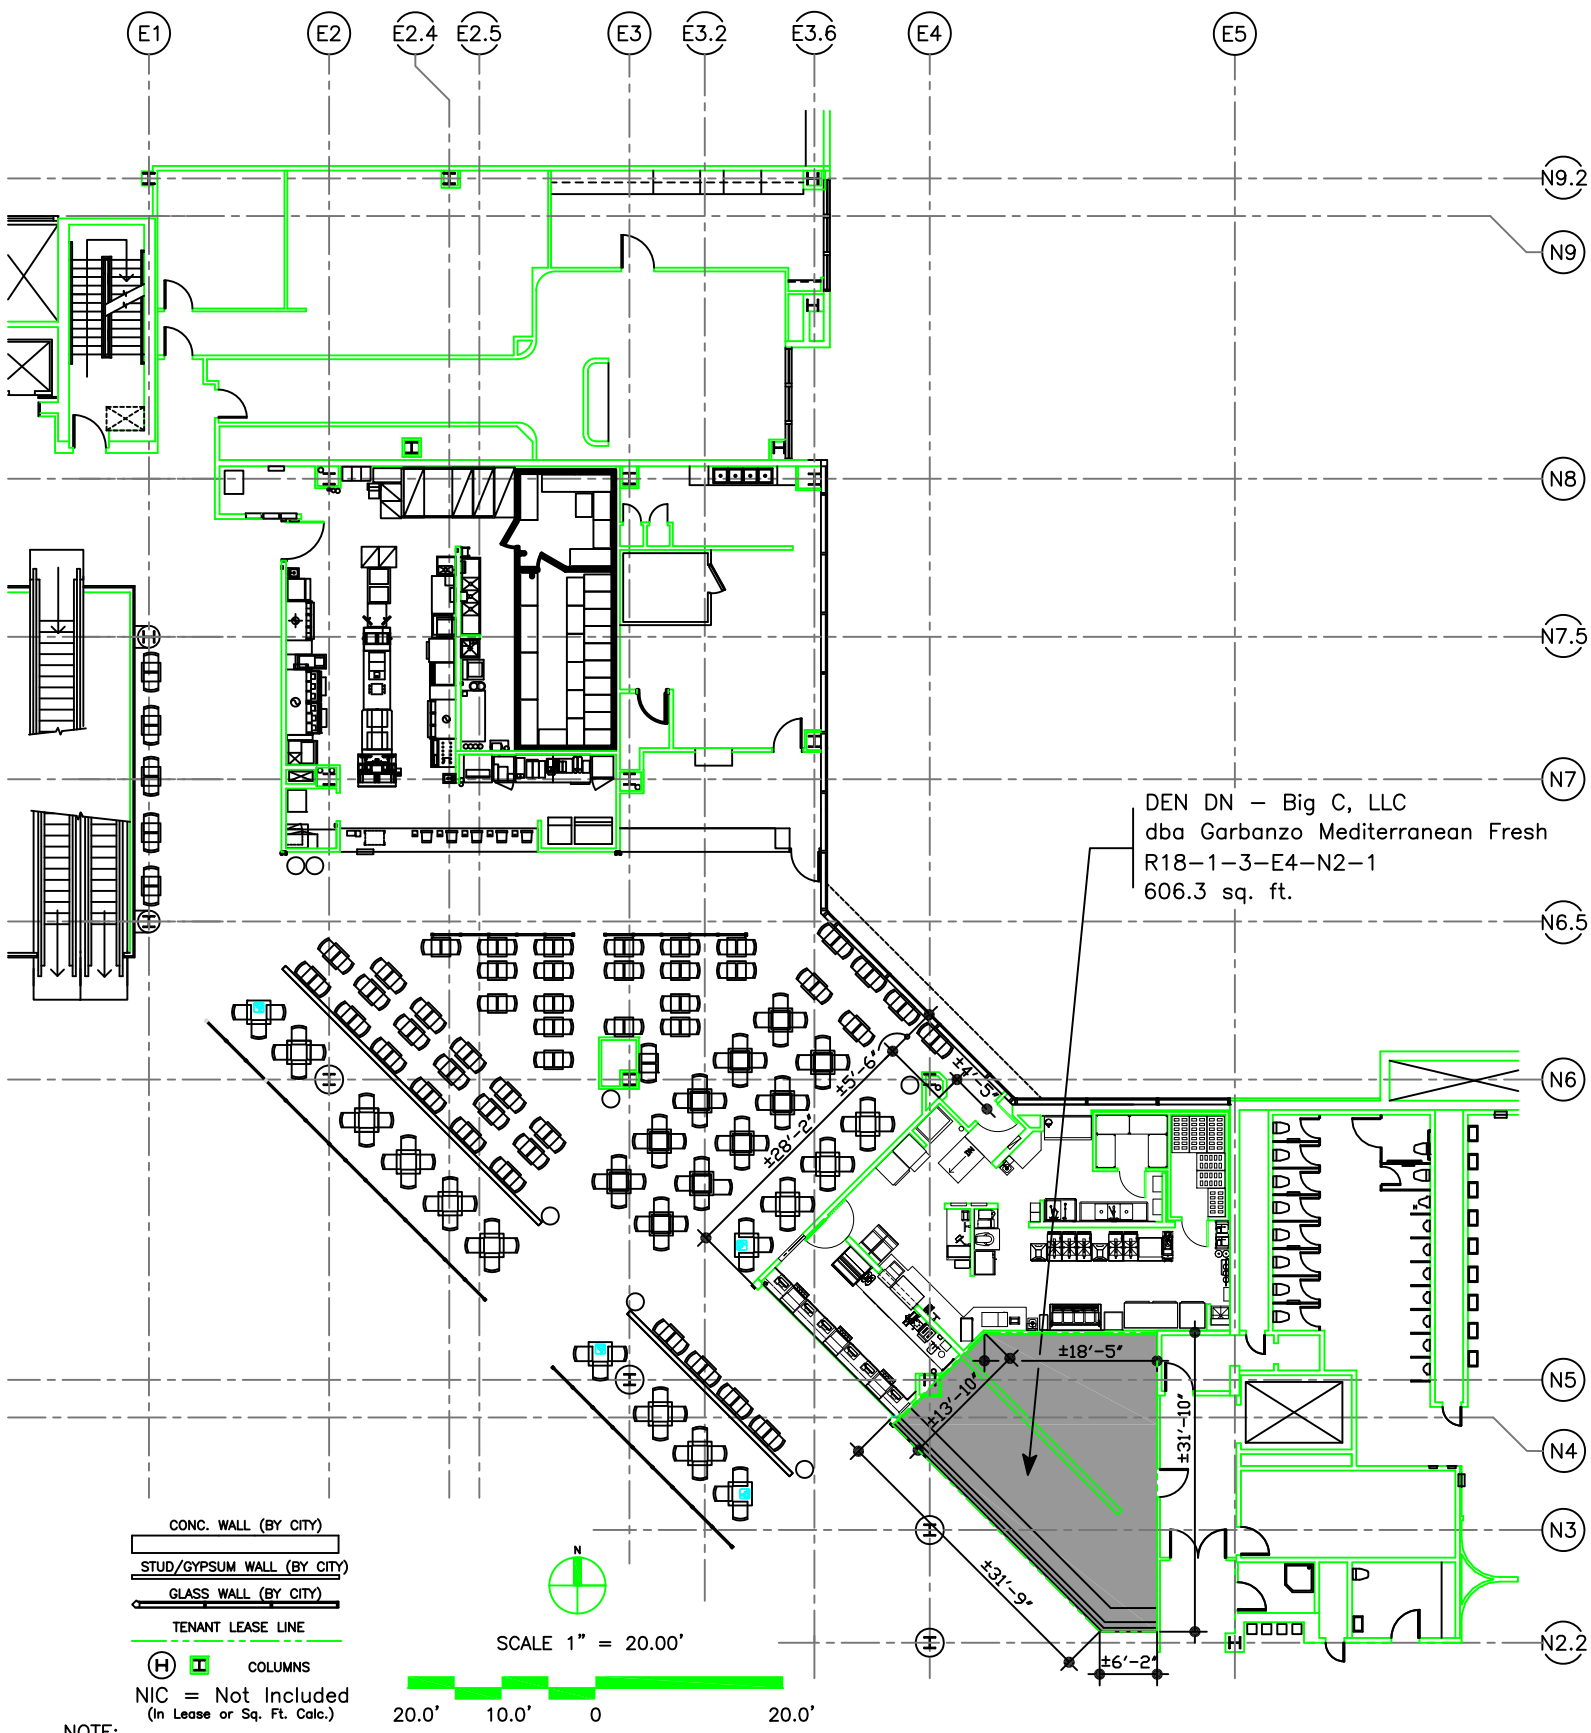 E1 E2 E2.4 E2.5 E3 E3.2 E3.6 E4 E5
N9.2
N9
N8
N7.5
N7
DEN DN – Big C, LLC
dba Garbanzo Mediterranean Fresh
R18-1-3-E4-N2-1
606.3 sq. ft.
N6.5
±5'-6"
±4'-5"
N6
±28'-2"
±18'-5"
N5
±13'-10"
±31'-10"
N4
N3
±31'-9"
N2.2
±6'-2"
CONC. WALL (BY CITY)
STUD/GYPSUM WALL (BY CITY)
GLASS WALL (BY CITY)
TENANT LEASE LINE
COLUMNS
NIC = Not Included
(In Lease or Sq. Ft. Calc.)
N
SCALE 1" = 20.00'
20.0' 10.0' 0 20.0'
NOTE: